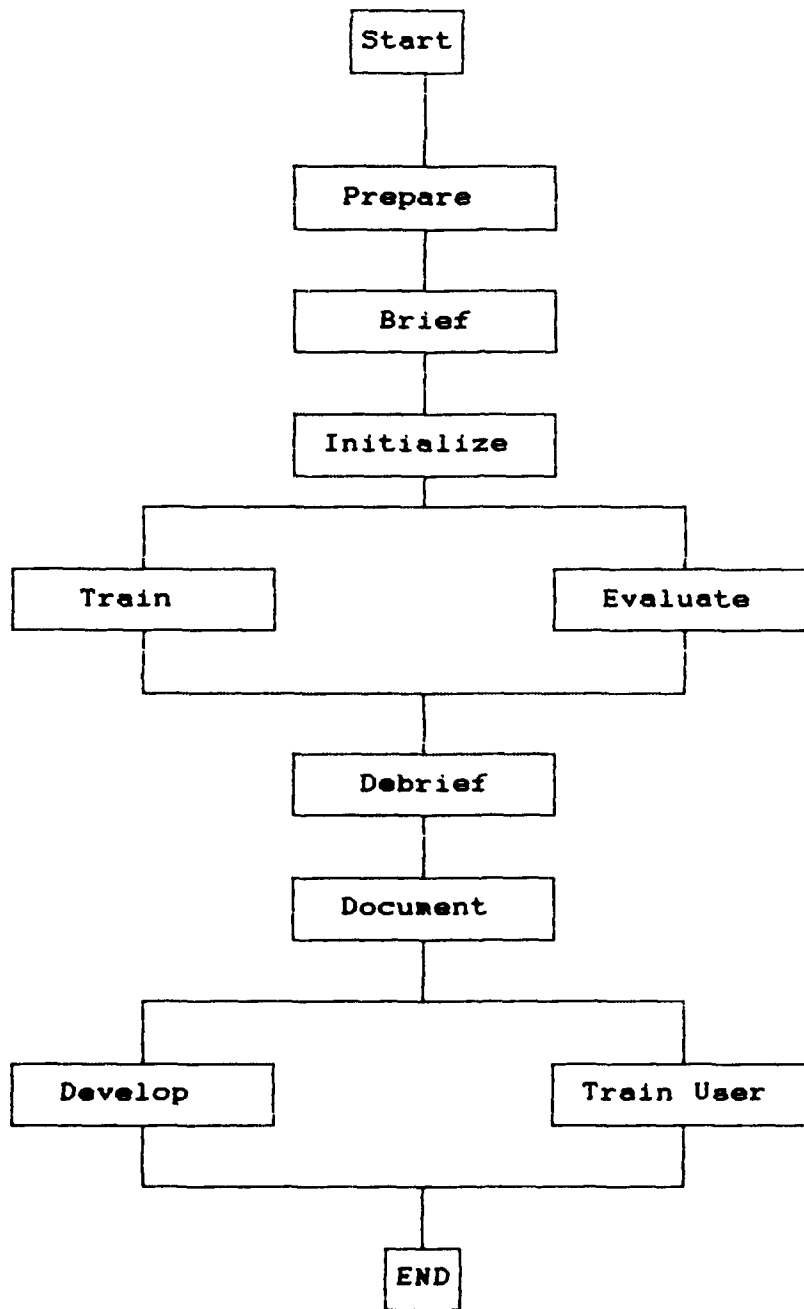 Start
Prepare
Brief
Initialize
Train
Evaluate
Debrief
Document
Develop
Train User
END